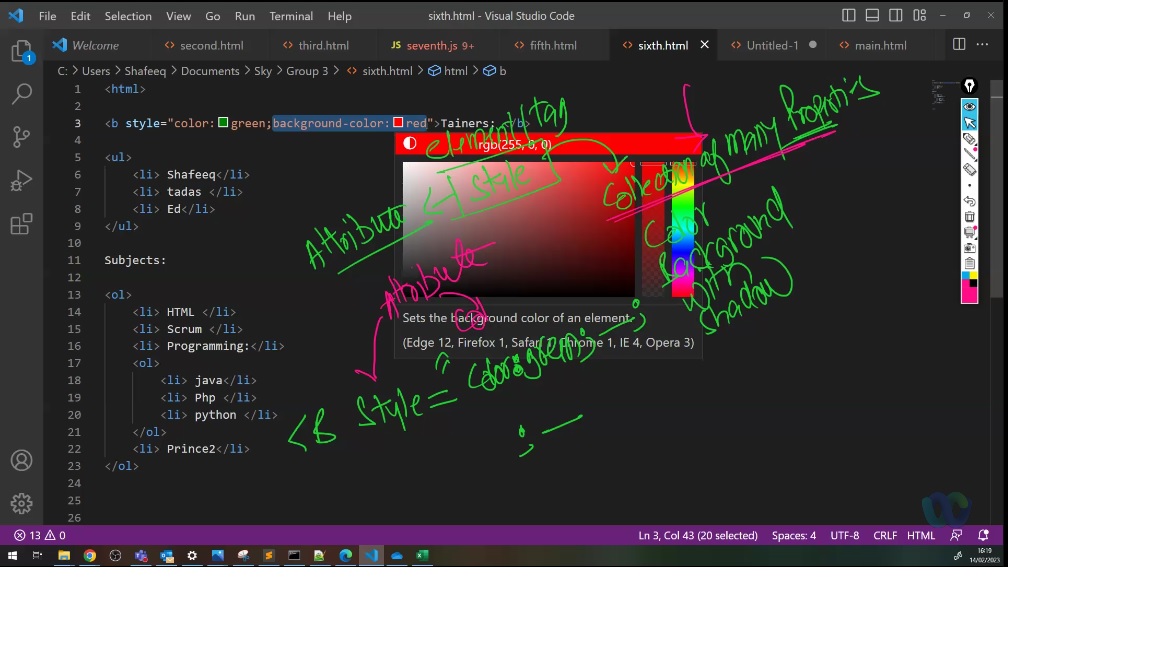 File Edit Selection View Go Run Terminal Help sixth.html - Visual Studio Code
Welcome second.html third.html JS seventh.js 9+ fifth.html sixth.html Untitled-1 main.html
C: > Users > Shafeeq > Documents > Sky > Group 3 > sixth.html > html > b
1 <html>
2
3 <b style="color: green;background-color: red">Tainers: </b>
4
5 <ul>
6 <li> Shafeeq</li>
7 <li> tadas </li>
8 <li> Ed</li>
9 </ul>
10
11 Subjects:
12
13 <ol>
14 <li> HTML </li>
15 <li> Scrum </li>
16 <li> Programming:</li>
17 <ol>
18 <li> java</li>
19 <li> Php </li>
20 <li> python </li>
21 </ol>
22 <li> Prince2</li>
23 </ol>
24
25
26
rgb(255, 0, 0)
element/tag
Style
Collection of many Properties
Attribute
Color
Background
width
Shadow
Attribute
Sets the background color of an element.
(Edge 12, Firefox 1, Safari 1, Chrome 1, IE 4, Opera 3)
<B Style = " Color:green; — ;
; —
13 0 Ln 3, Col 43 (20 selected) Spaces: 4 UTF-8 CRLF HTML
16:19
14/02/2023